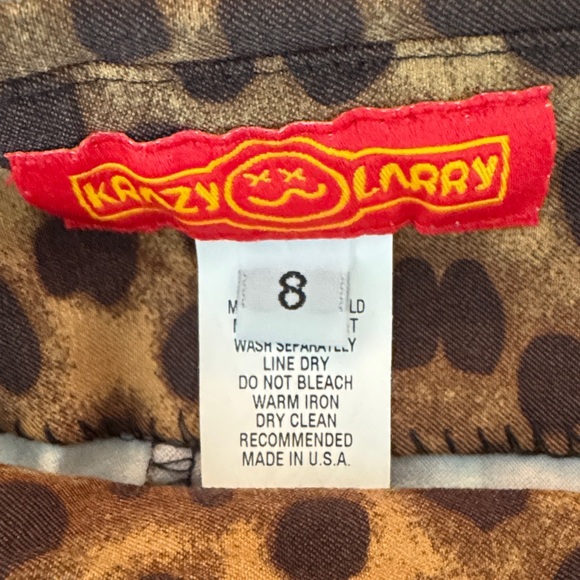 KRAZY LARRY
8
WASH SEPARATELY
LINE DRY
DO NOT BLEACH
WARM IRON
DRY CLEAN
RECOMMENDED
MADE IN U.S.A.